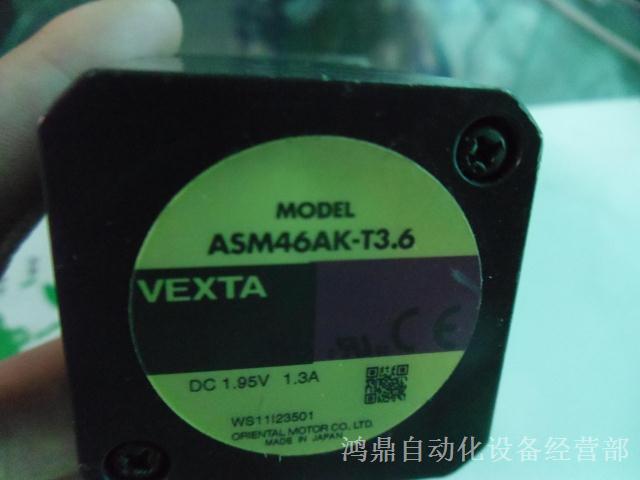 MODEL
ASM46AK-T3.6
VEXTA
CE
DC 1.95V 1.3A
WS11I23501
ORIENTAL MOTOR CO., LTD.
MADE IN JAPAN
鸿鼎自动化设备经营部